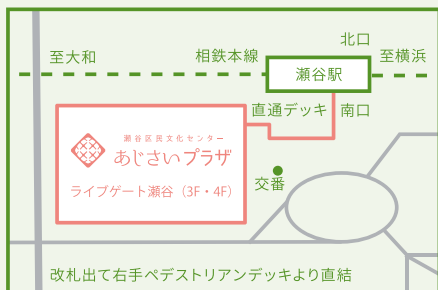 北口
至大和
相鉄本線
至横浜
瀬谷駅
直通デッキ
南口
瀬谷区民文化センター
あじさいプラザ
ライブゲート瀬谷（3F・4F）
交番
改札出て右手ペデストリアンデッキより直結